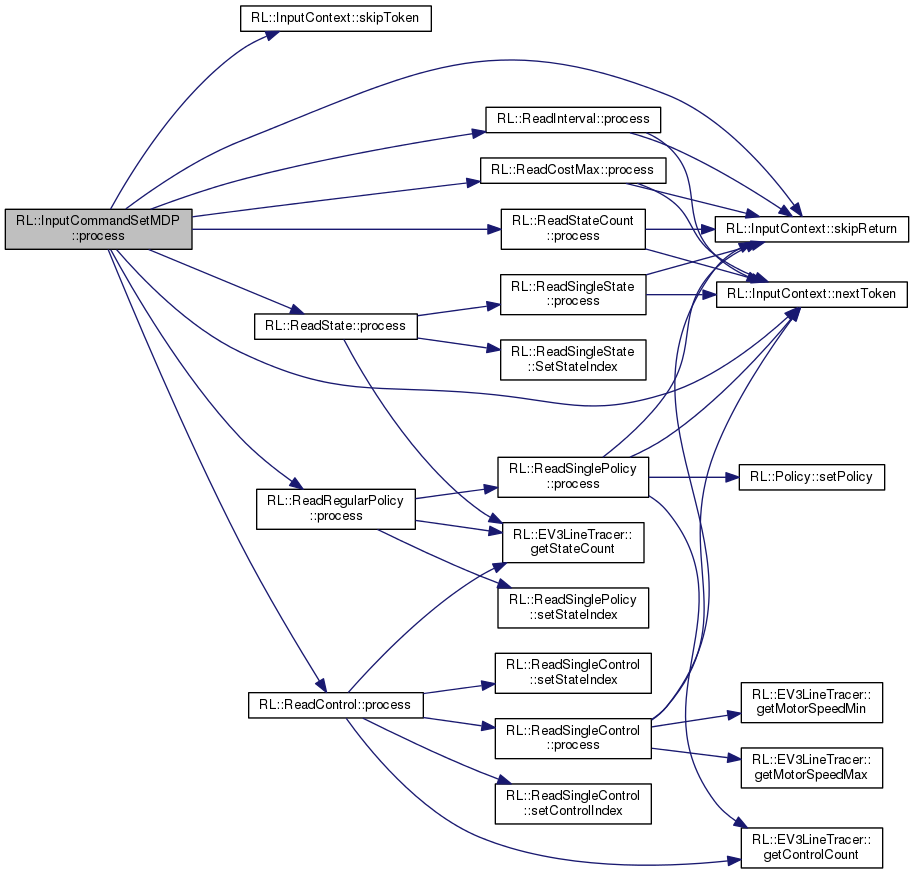 RL::InputContext::skipToken
RL::ReadInterval::process
RL::ReadCostMax::process
RL::InputCommandSetMDP
::process
RL::ReadStateCount
::process
RL::InputContext::skipReturn
RL::ReadSingleState
::process
RL::InputContext::nextToken
RL::ReadState::process
RL::ReadSingleState
::SetStateIndex
RL::ReadSinglePolicy
::process
RL::Policy::setPolicy
RL::ReadRegularPolicy
::process
RL::EV3LineTracer::
getStateCount
RL::ReadSinglePolicy
::setStateIndex
RL::ReadSingleControl
::setStateIndex
RL::ReadControl::process
RL::EV3LineTracer::
getMotorSpeedMin
RL::ReadSingleControl
::process
RL::EV3LineTracer::
getMotorSpeedMax
RL::ReadSingleControl
::setControlIndex
RL::EV3LineTracer::
getControlCount